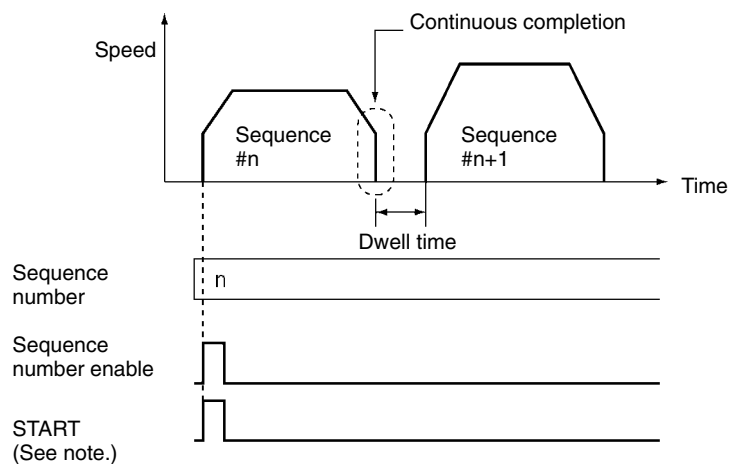 Continuous completion
Speed
Sequence
#n
Sequence
#n+1
Time
Dwell time
Sequence
number
n
Sequence
number enable
START
(See note.)